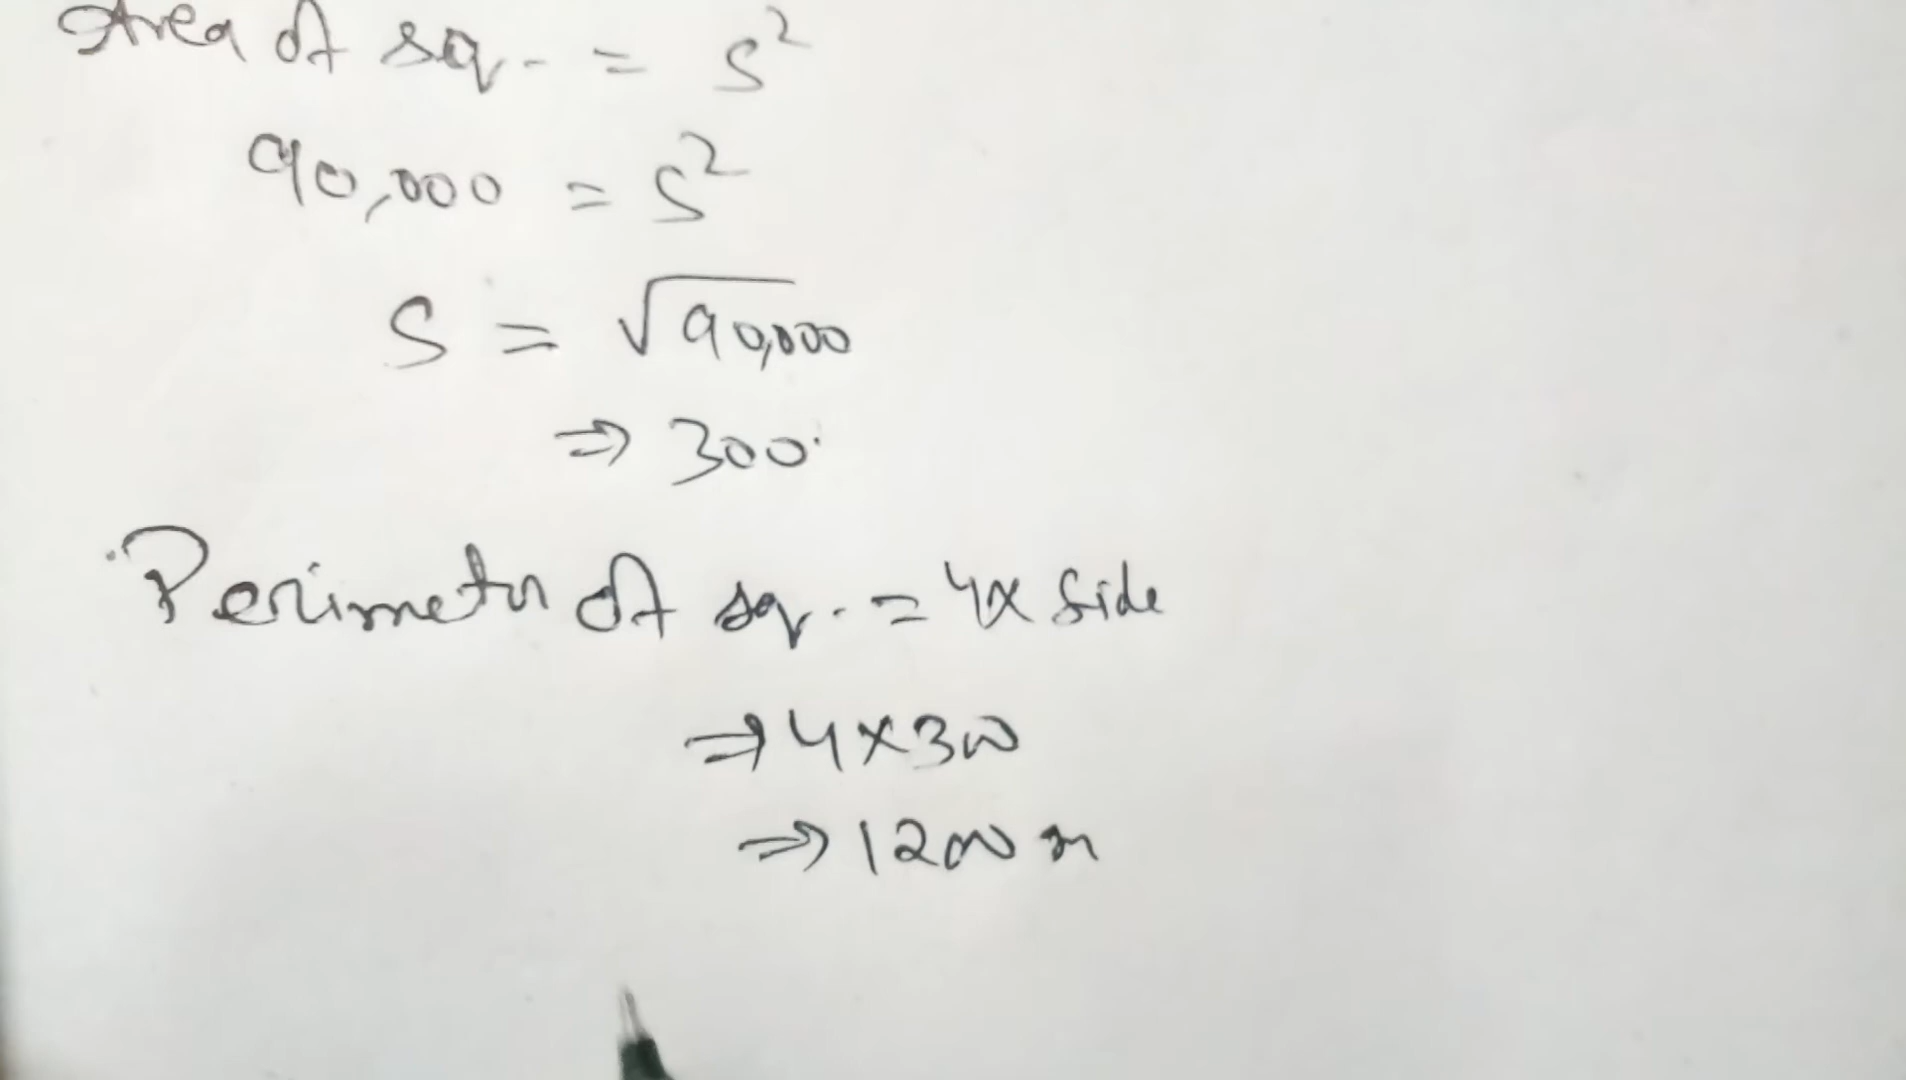 Area of sq. = s²
90,000 = s²
s = √90,000
⇒ 300
Perimeter of sq. = 4x side
⇒ 4x300
⇒ 1200 m